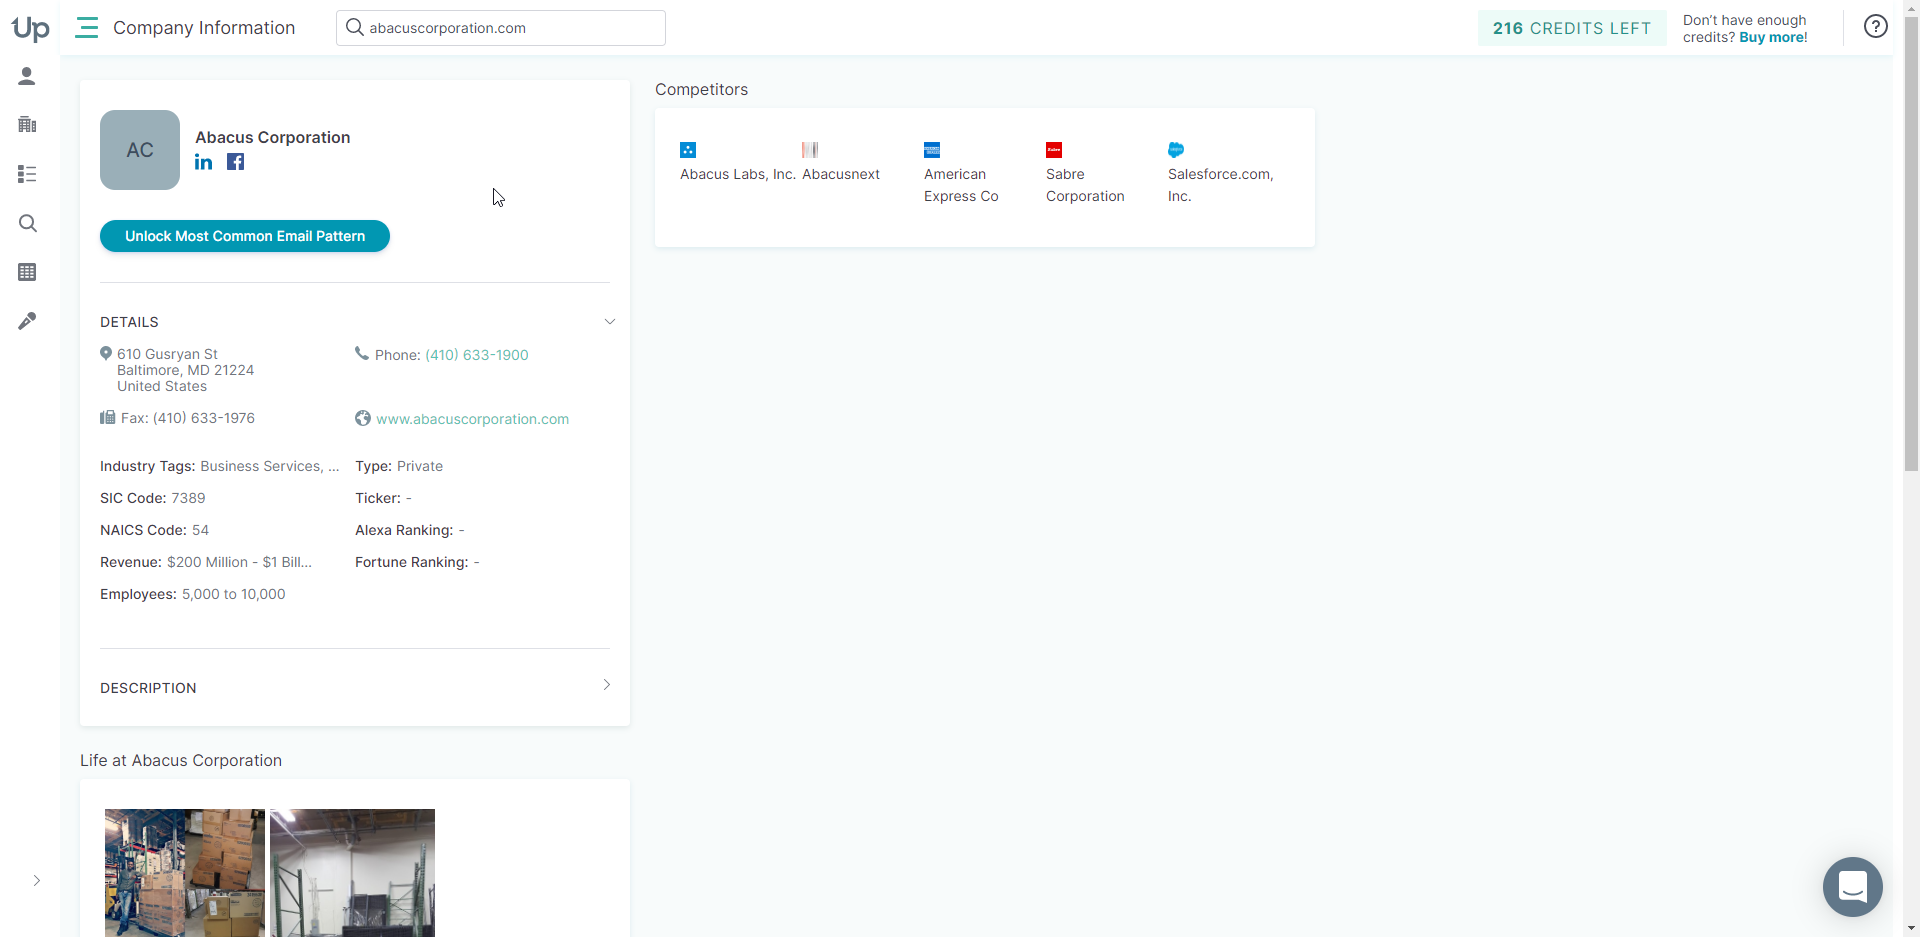 Up
Company Information
abacuscorporation.com
216 CREDITS LEFT
Don't have enough
credits? Buy more!
AC
Abacus Corporation
Unlock Most Common Email Pattern
DETAILS
610 Gusryan St
Baltimore, MD 21224
United States
Phone: (410) 633-1900
Fax: (410) 633-1976
www.abacuscorporation.com
Industry Tags: Business Services, ...
Type: Private
SIC Code: 7389
Ticker: -
NAICS Code: 54
Alexa Ranking: -
Revenue: $200 Million - $1 Bill...
Fortune Ranking: -
Employees: 5,000 to 10,000
DESCRIPTION
Life at Abacus Corporation
Competitors
Abacus Labs, Inc.
Abacusnext
American
Express Co
Sabre
Corporation
Salesforce.com,
Inc.